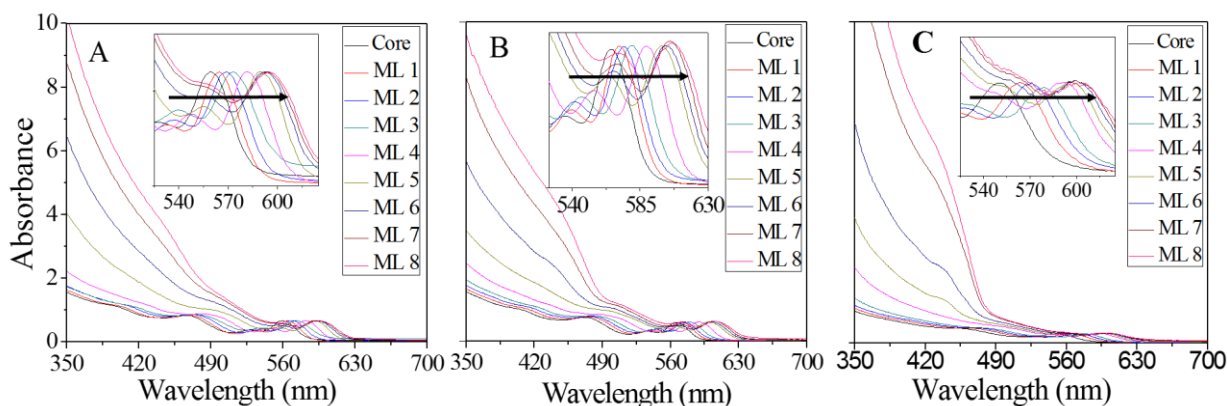 Absorbance
10
8
6
4
2
0
A
540 570 600
Core
ML 1
ML 2
ML 3
ML 4
ML 5
ML 6
ML 7
ML 8
350 420 490 560 630 700
Wavelength (nm)
B
540 585 630
Core
ML 1
ML 2
ML 3
ML 4
ML 5
ML 6
ML 7
ML 8
350 420 490 560 630 700
Wavelength (nm)
C
540 570 600
Core
ML 1
ML 2
ML 3
ML 4
ML 5
ML 6
ML 7
ML 8
350 420 490 560 630 700
Wavelength (nm)